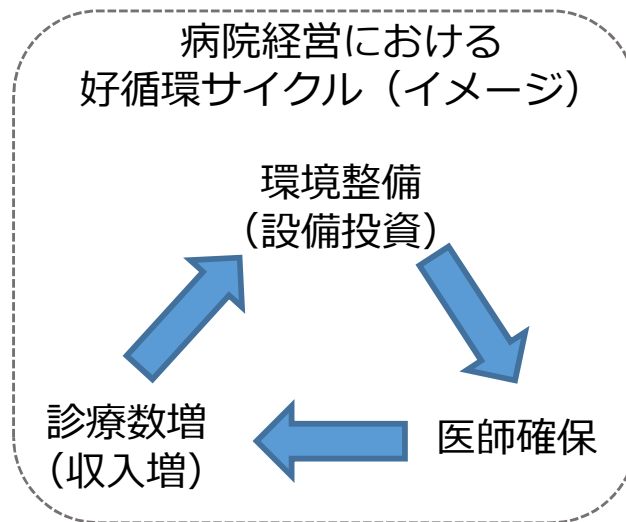 病院経営における
好循環サイクル（イメージ）
環境整備
（設備投資）
医師確保
診療数増
（収入増）